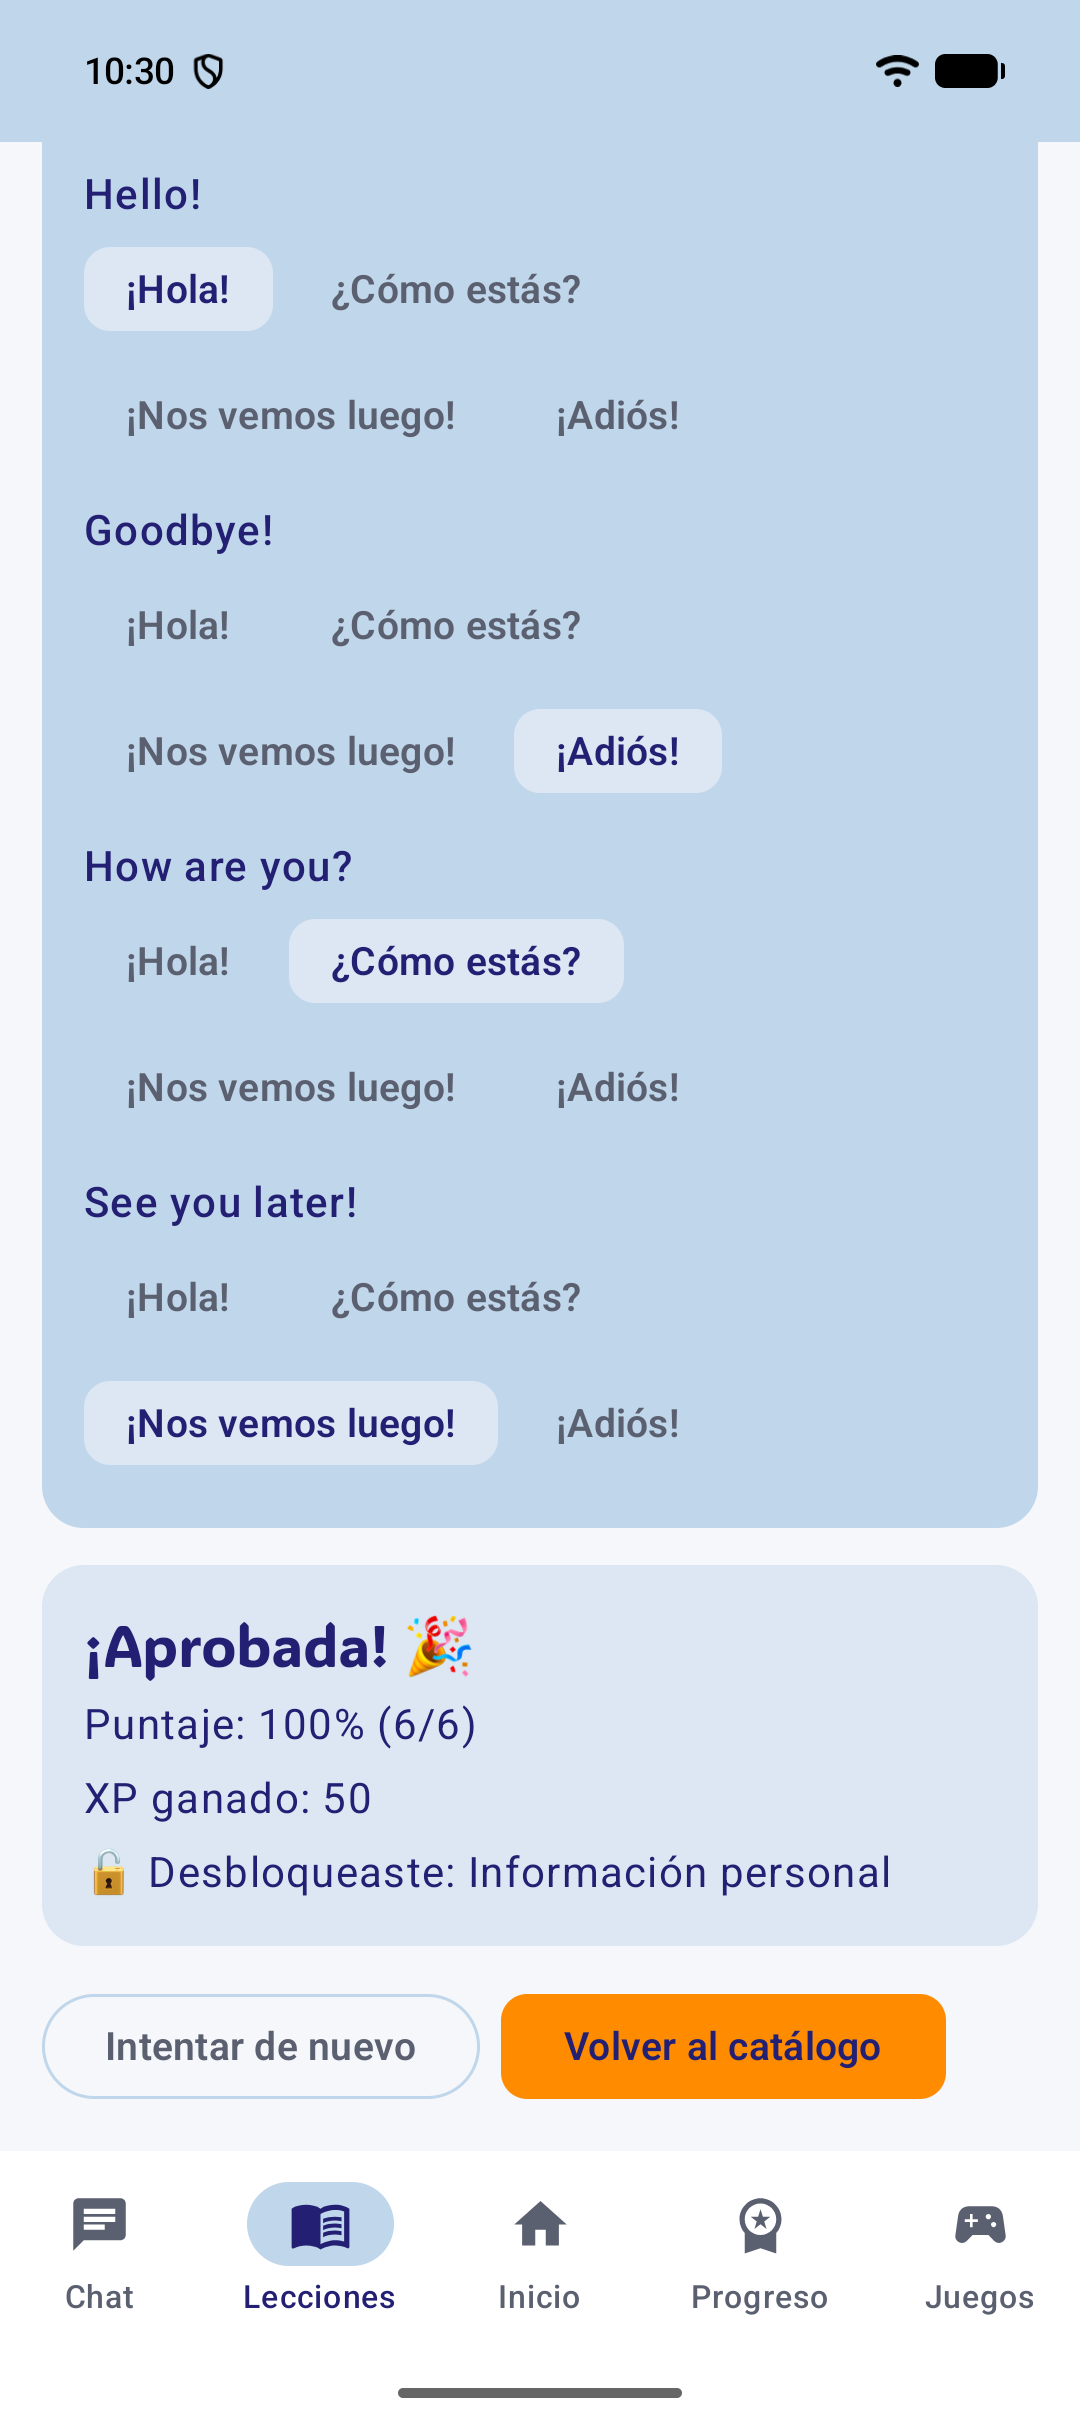 10:30
Hello!
¡Hola! ¿Cómo estás?
¡Nos vemos luego! ¡Adiós!
Goodbye!
¡Hola! ¿Cómo estás?
¡Nos vemos luego! ¡Adiós!
How are you?
¡Hola! ¿Cómo estás?
¡Nos vemos luego! ¡Adiós!
See you later!
¡Hola! ¿Cómo estás?
¡Nos vemos luego! ¡Adiós!
¡Aprobada! 🎉
Puntaje: 100% (6/6)
XP ganado: 50
🔓 Desbloqueaste: Información personal
Intentar de nuevo Volver al catálogo
Chat Lecciones Inicio Progreso Juegos